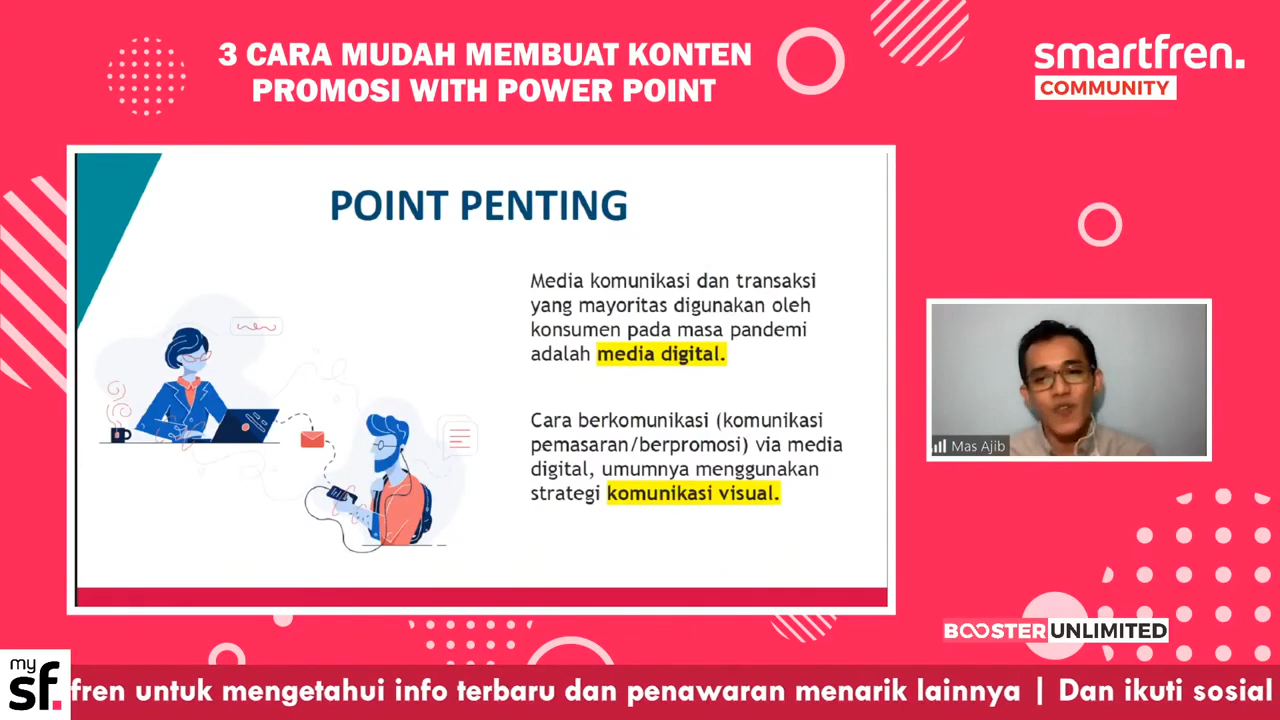 3 CARA MUDAH MEMBUAT KONTEN
PROMOSI WITH POWER POINT
smartfren.
COMMUNITY
POINT PENTING
Media komunikasi dan transaksi
yang mayoritas digunakan oleh
konsumen pada masa pandemi
adalah media digital.
Cara berkomunikasi (komunikasi
pemasaran/berpromosi) via media
digital, umumnya menggunakan
strategi komunikasi visual.
Mas Ajib
BOOSTER UNLIMITED
my
sf.
fren untuk mengetahui info terbaru dan penawaran menarik lainnya | Dan ikuti sosial